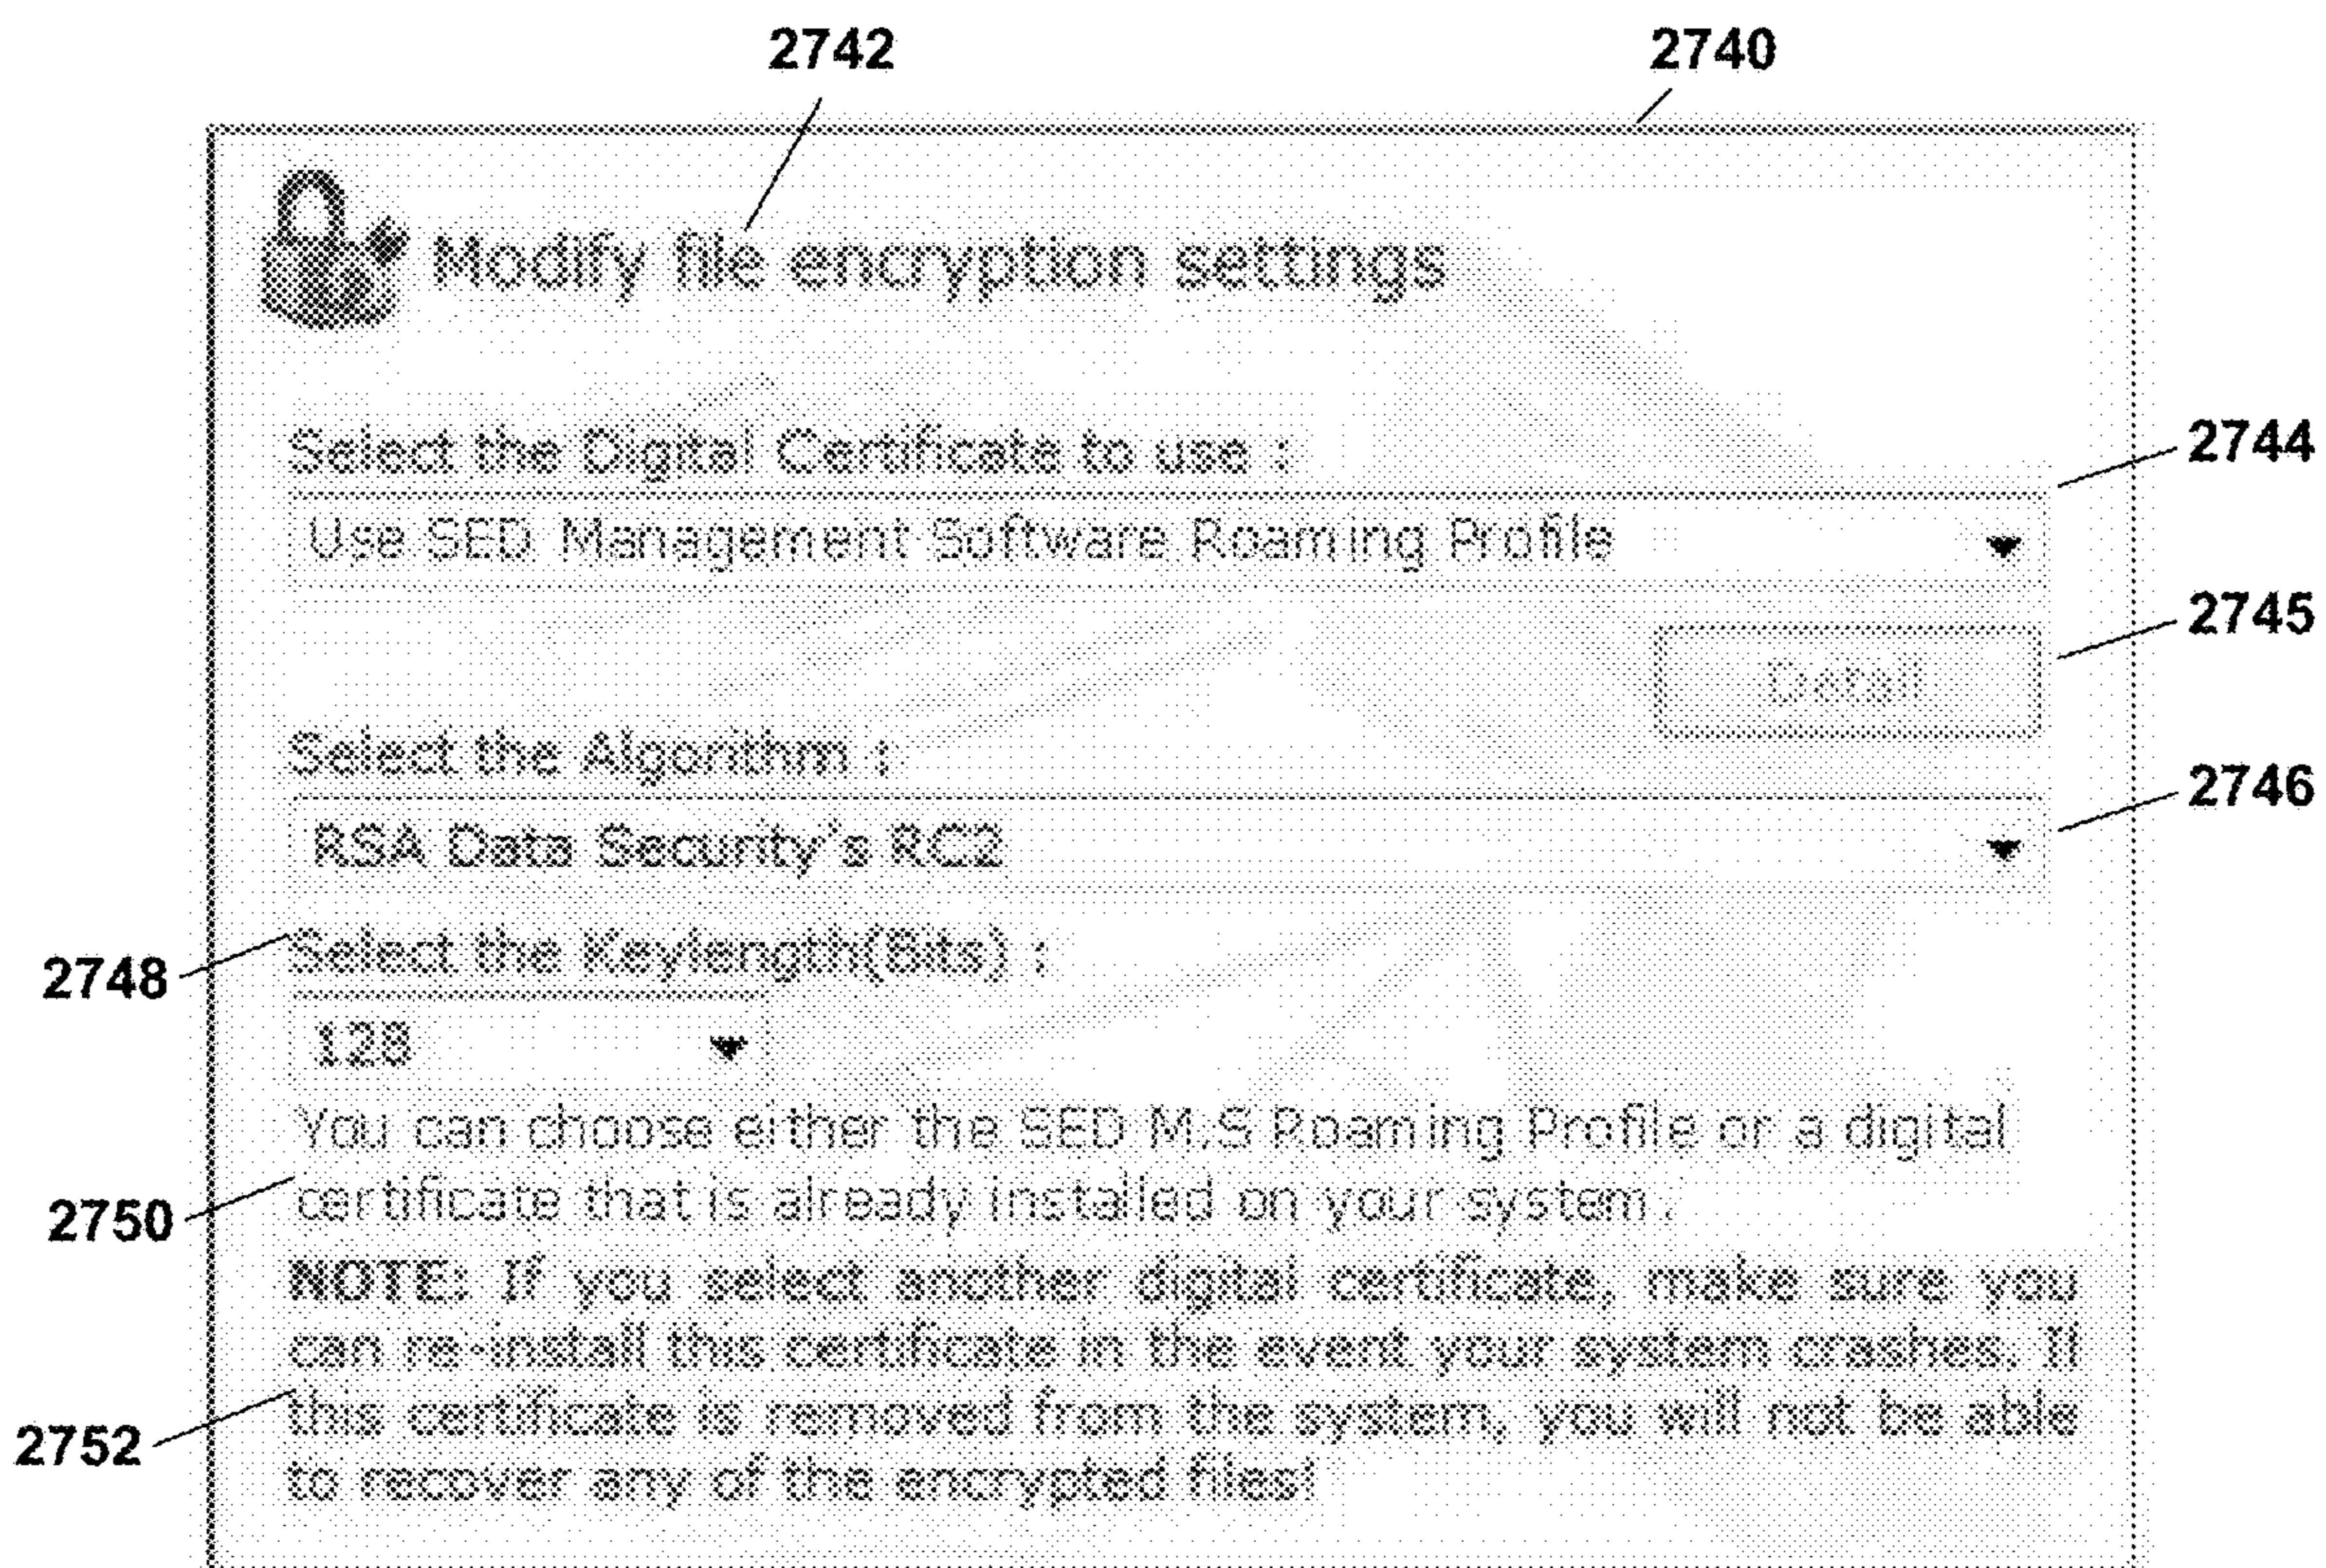 2742
2740
Modify file encryption settings
Select the Digital Certificate to use :
2744
Use SED Management Software Roaming Profile
2745
Detail
Select the Algorithm :
2746
RSA Data Security's RC2
Select the Keylength(Bits) :
2748
128
You can choose either the SED M.S Roaming Profile or a digital
certificate that is already installed on your system.
2750
NOTE: If you select another digital certificate, make sure you
can re-install this certificate in the event your system crashes. If
this certificate is removed from the system, you will not be able
2752
to recover any of the encrypted files!